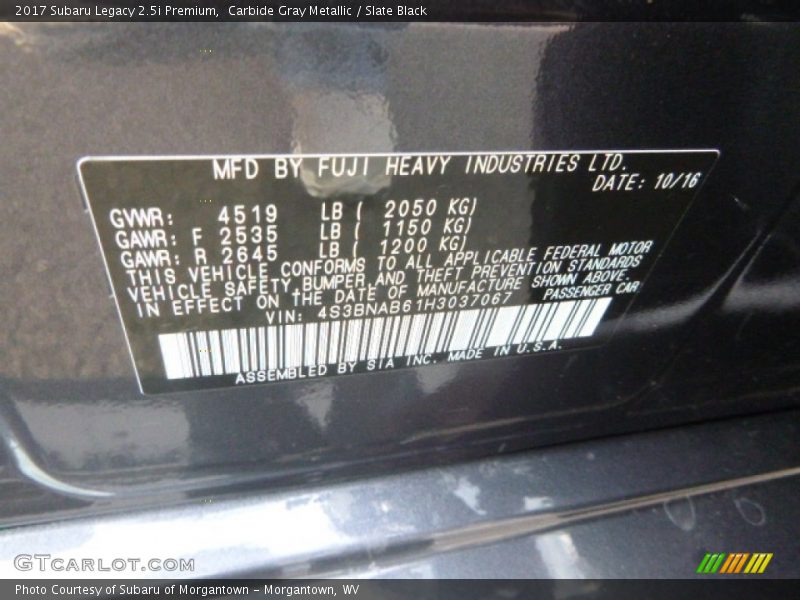 2017 Subaru Legacy 2.5i Premium,  Carbide Gray Metallic / Slate Black
MFD BY FUJI HEAVY INDUSTRIES LTD.
DATE: 10/16
GVWR: 4519 LB ( 2050 KG)
GAWR: F 2535 LB ( 1150 KG)
GAWR: R 2645 LB ( 1200 KG)
THIS VEHICLE CONFORMS TO ALL APPLICABLE FEDERAL MOTOR
VEHICLE SAFETY, BUMPER, AND THEFT PREVENTION STANDARDS
IN EFFECT ON THE DATE OF MANUFACTURE SHOWN ABOVE.
VIN: 4S3BNAB61H3037067 PASSENGER CAR
ASSEMBLED BY SIA INC. MADE IN U.S.A.
GTCARLOT.COM
Photo Courtesy of Subaru of Morgantown – Morgantown, WV